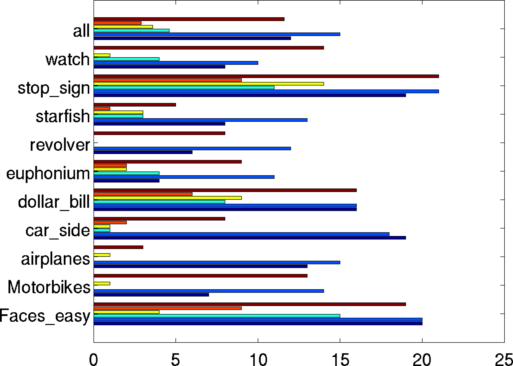 all
watch
stop_sign
starfish
revolver
euphonium
dollar_bill
car_side
airplanes
Motorbikes
Faces_easy
0 5 10 15 20 25